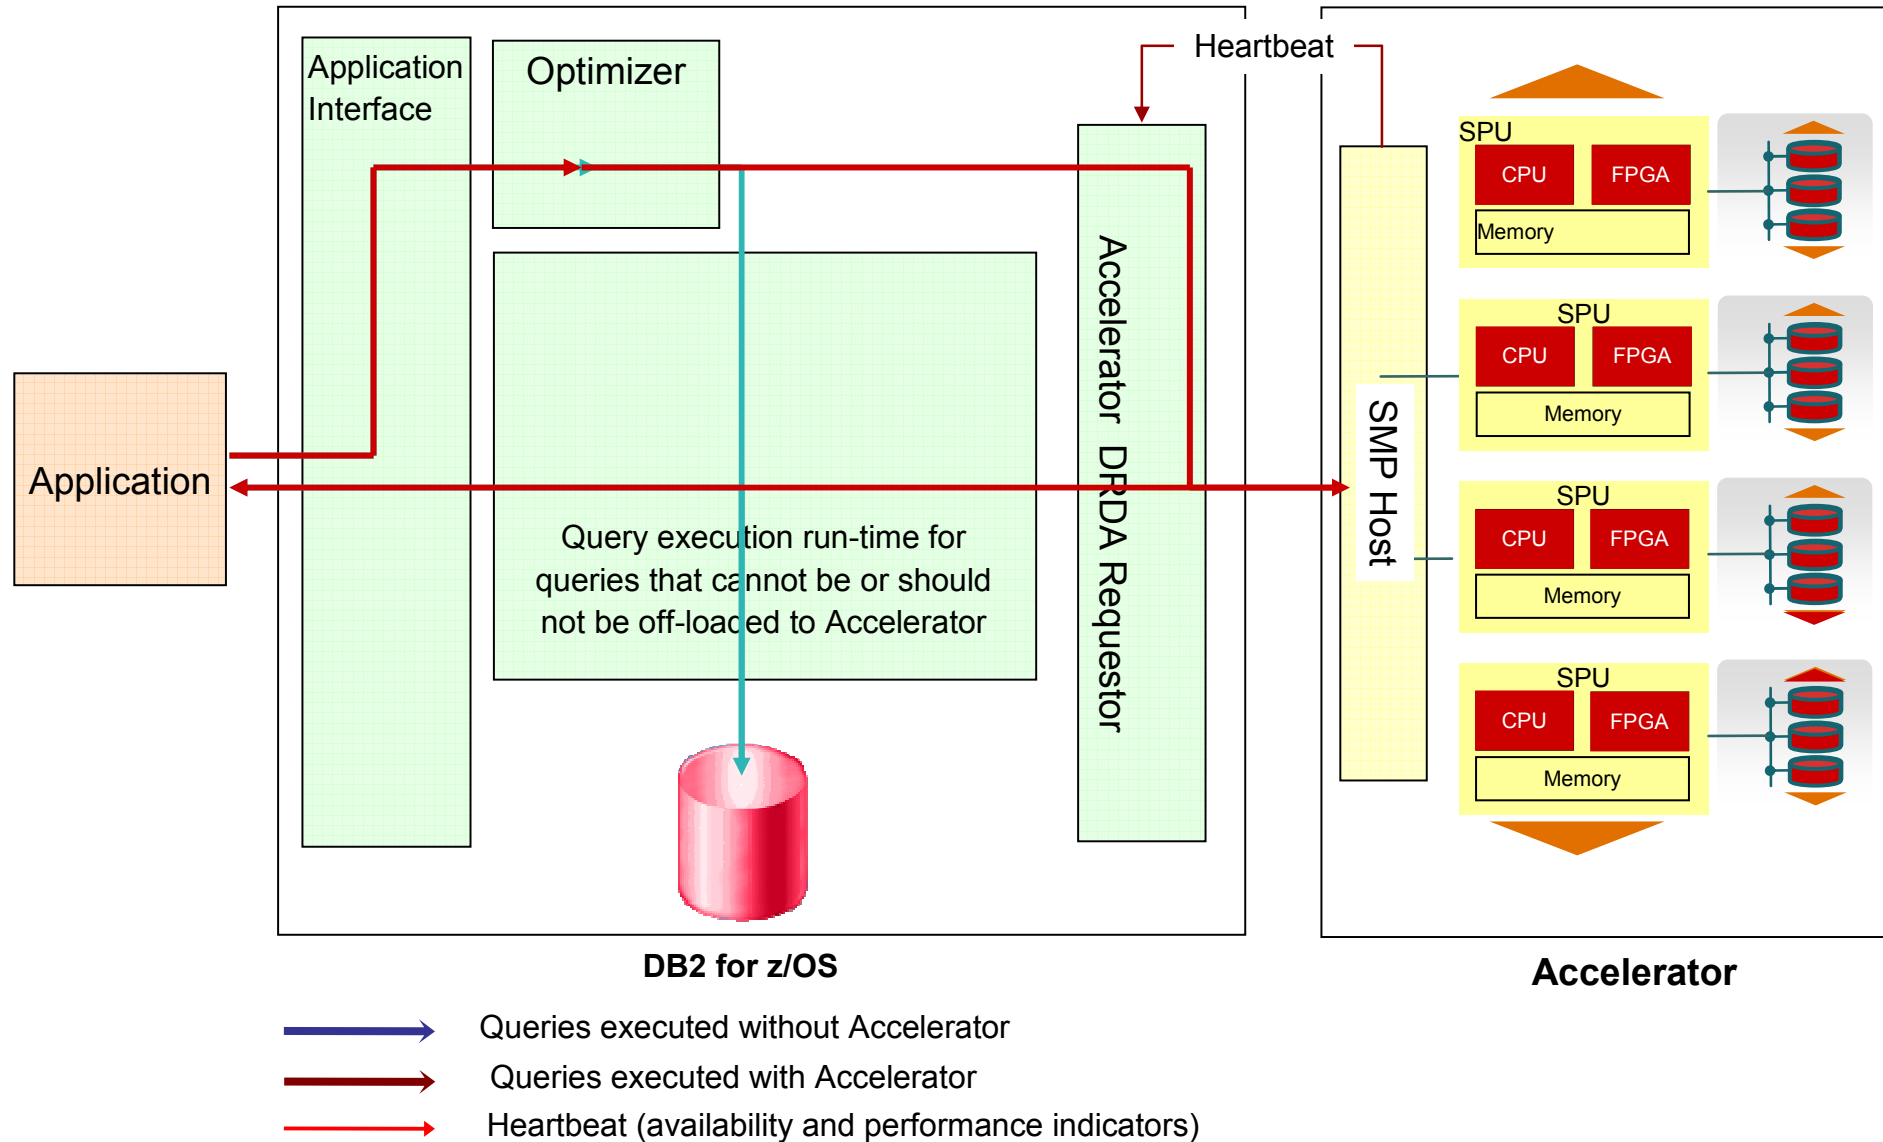 Application
Interface
Optimizer
Heartbeat
Application
Query execution run-time for
queries that cannot be or should
not be off-loaded to Accelerator
Accelerator DRDA Requestor
SMP Host
SPU
CPU
FPGA
Memory
SPU
CPU
FPGA
Memory
SPU
CPU
FPGA
Memory
SPU
CPU
FPGA
Memory
DB2 for z/OS
Accelerator
Queries executed without Accelerator
Queries executed with Accelerator
Heartbeat (availability and performance indicators)